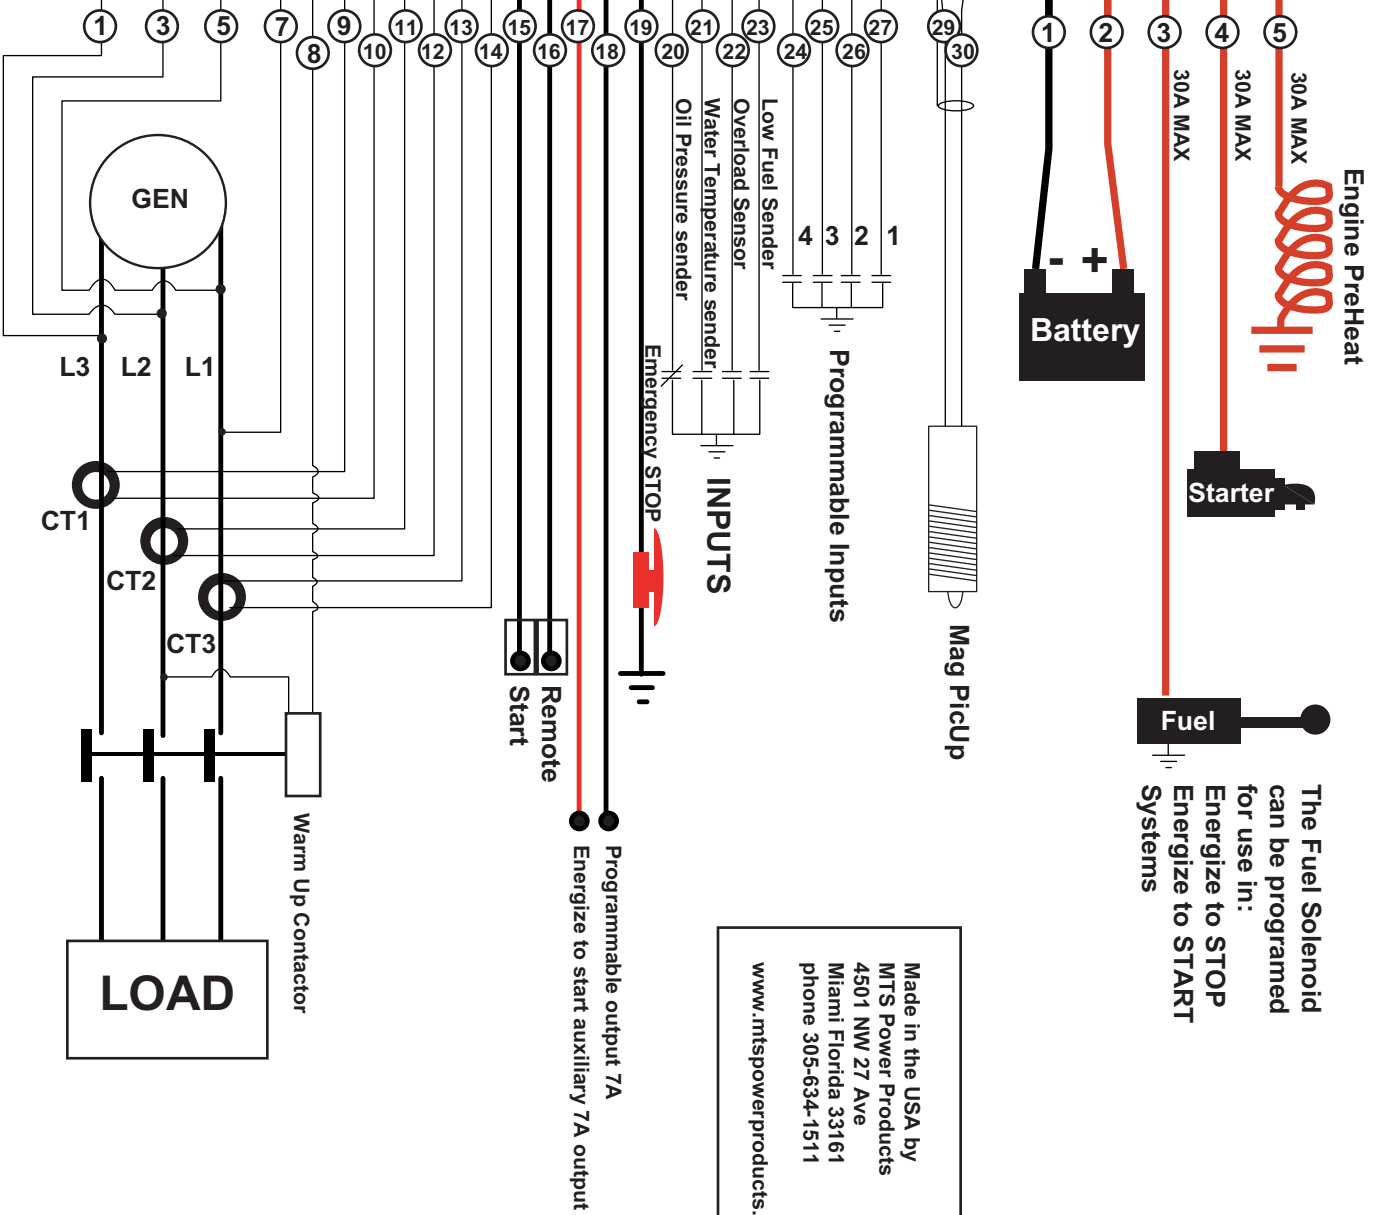 1
3
5
7
8
9
10
11
12
13
14
15
16
17
18
19
20
21
22
23
24
25
26
27
29
30
1
2
3
4
5
30A MAX
30A MAX
30A MAX
Engine PreHeat
GEN
L3
L2
L1
CT1
CT2
CT3
Oil Pressure sender
Water Temperature sender
Overload Sensor
Low Fuel Sender
INPUTS
4
3
2
1
Programmable Inputs
Emergency STOP
Mag PicUp
- +
Battery
Starter
Fuel
The Fuel Solenoid
can be programed
for use in:
Energize to STOP
Energize to START
Systems
Start
Remote
Energize to start auxiliary 7A output
Programmable output 7A
Warm Up Contactor
LOAD
Made in the USA by
MTS Power Products
4501 NW 27 Ave
Miami Florida 33161
phone 305-634-1511
www.mtspowerproducts.